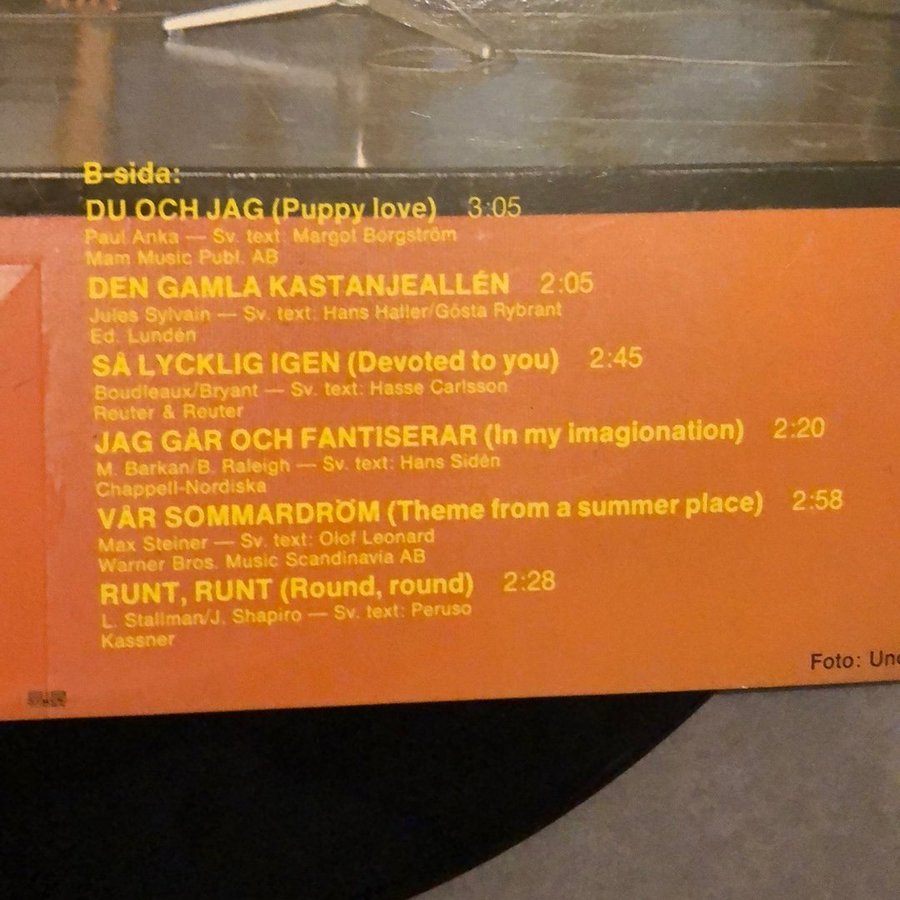 B-sida:
DU OCH JAG (Puppy love) 3:05
Paul Anka — Sv. text: Margot Borgström
Mam Music Publ. AB
DEN GAMLA KASTANJEALLÉN 2:05
Jules Sylvain — Sv. text: Hans Haller/Gösta Rybrant
Ed. Lundén
SÅ LYCKLIG IGEN (Devoted to you) 2:45
Boudleaux/Bryant — Sv. text: Hasse Carlsson
Reuter & Reuter
JAG GÅR OCH FANTISERAR (In my imagionation) 2:20
M. Barkan/B. Raleigh — Sv. text: Hans Sidén
Chappell-Nordiska
VÅR SOMMARDRÖM (Theme from a summer place) 2:58
Max Steiner — Sv. text: Olof Leonard
Warner Bros. Music Scandinavia AB
RUNT, RUNT (Round, round) 2:28
L. Stallman/J. Shapiro — Sv. text: Peruso
Kassner
Foto: